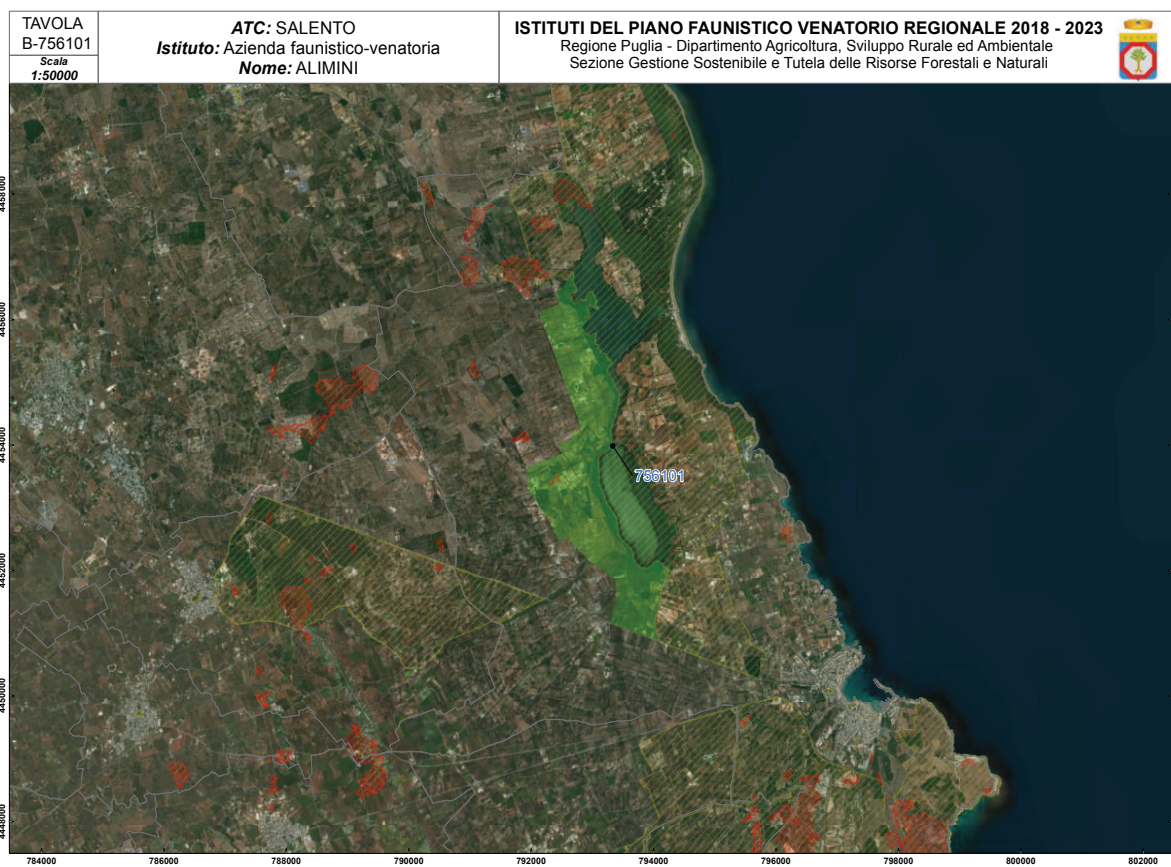 TAVOLA
B-756101
Scala
1:50000
ATC: SALENTO
Istituto: Azienda faunistico-venatoria
Nome: ALIMINI
ISTITUTI DEL PIANO FAUNISTICO VENATORIO REGIONALE 2018 - 2023
Regione Puglia - Dipartimento Agricoltura, Sviluppo Rurale ed Ambientale
Sezione Gestione Sostenibile e Tutela delle Risorse Forestali e Naturali
4458000
4456000
4454000
4452000
4450000
4448000
756101
784000 786000 788000 790000 792000 794000 796000 798000 800000 802000